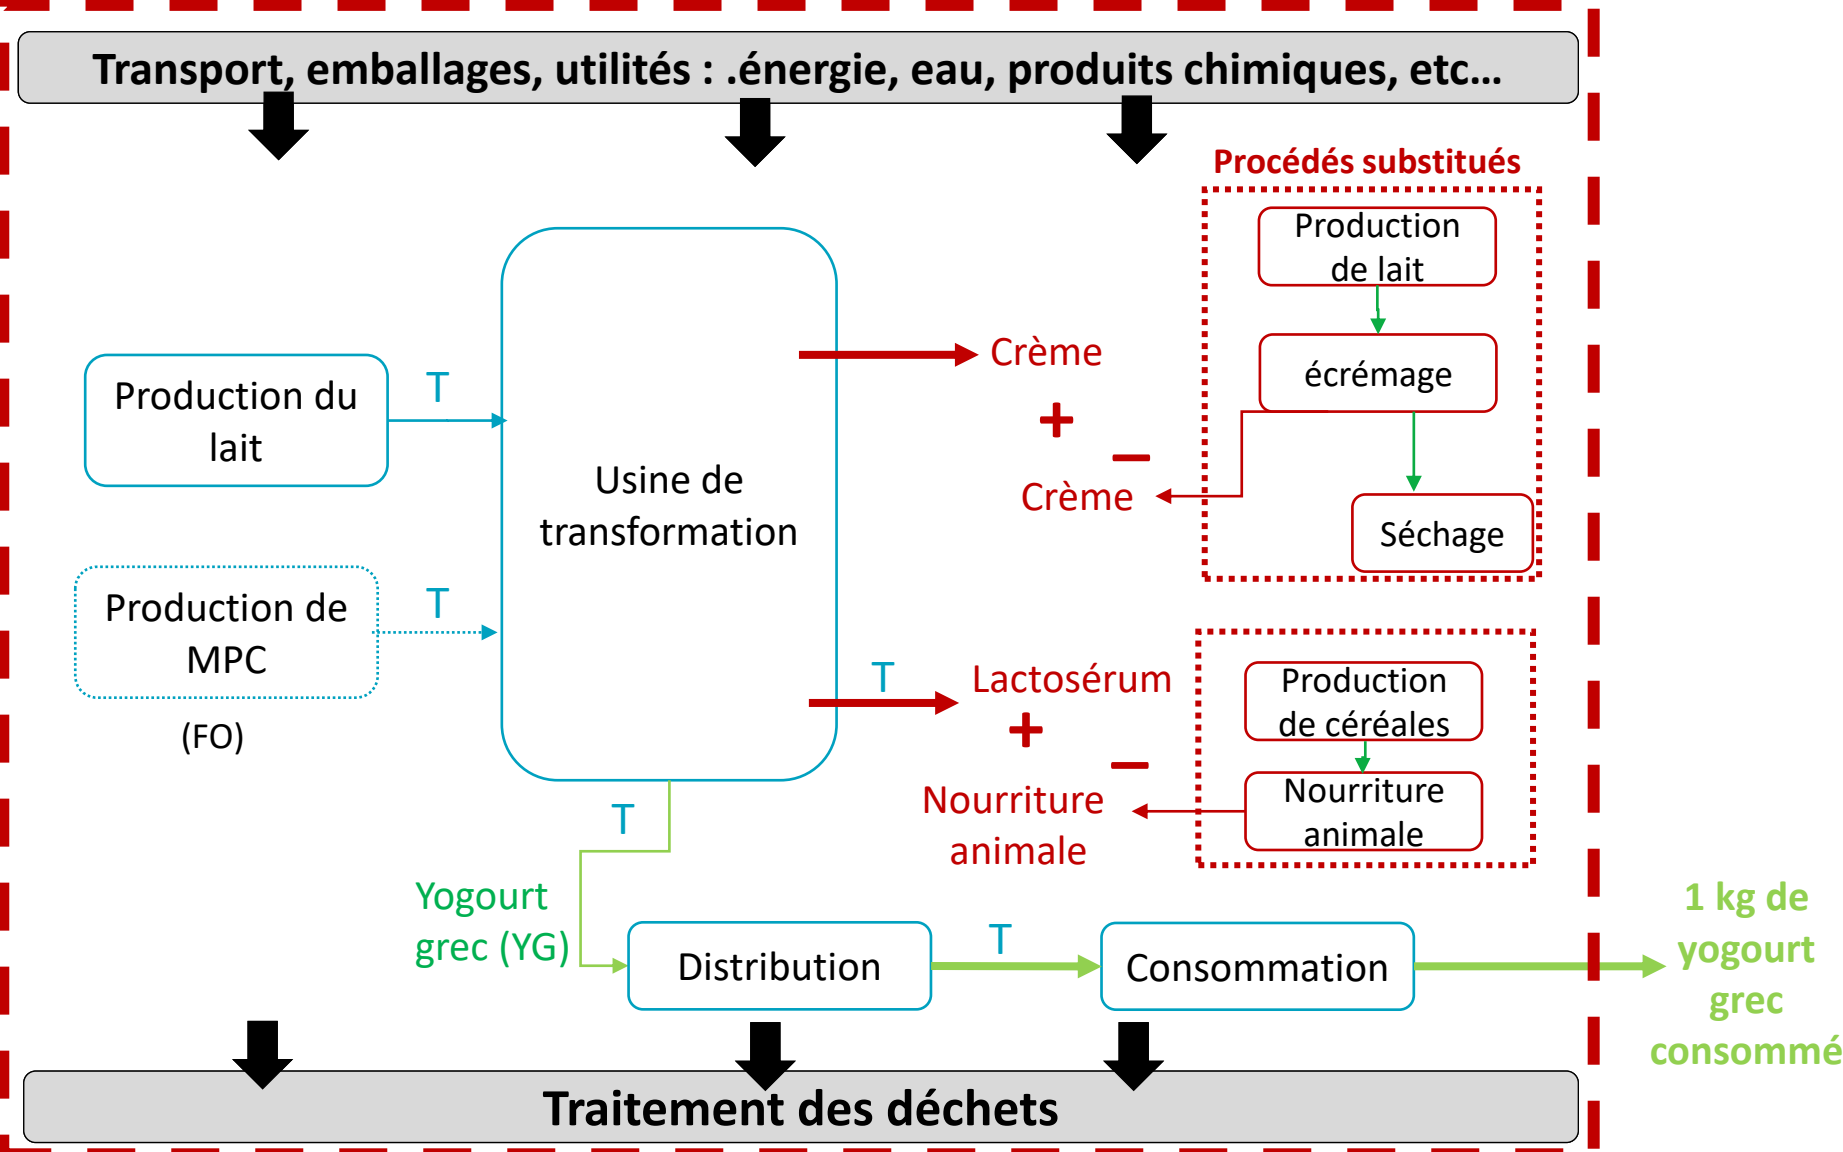 Transport, emballages, utilités : .énergie, eau, produits chimiques, etc...
Procédés substitués
Production
de lait
écrémage
Séchage
Crème
+
–
Crème
Production du
lait
T
Usine de
transformation
Production de
MPC
T
(FO)
T
Lactosérum
+
–
Nourriture
animale
Production
de céréales
Nourriture
animale
T
Yogourt
grec (YG)
Distribution
T
Consommation
1 kg de
yogourt
grec
consommé
Traitement des déchets